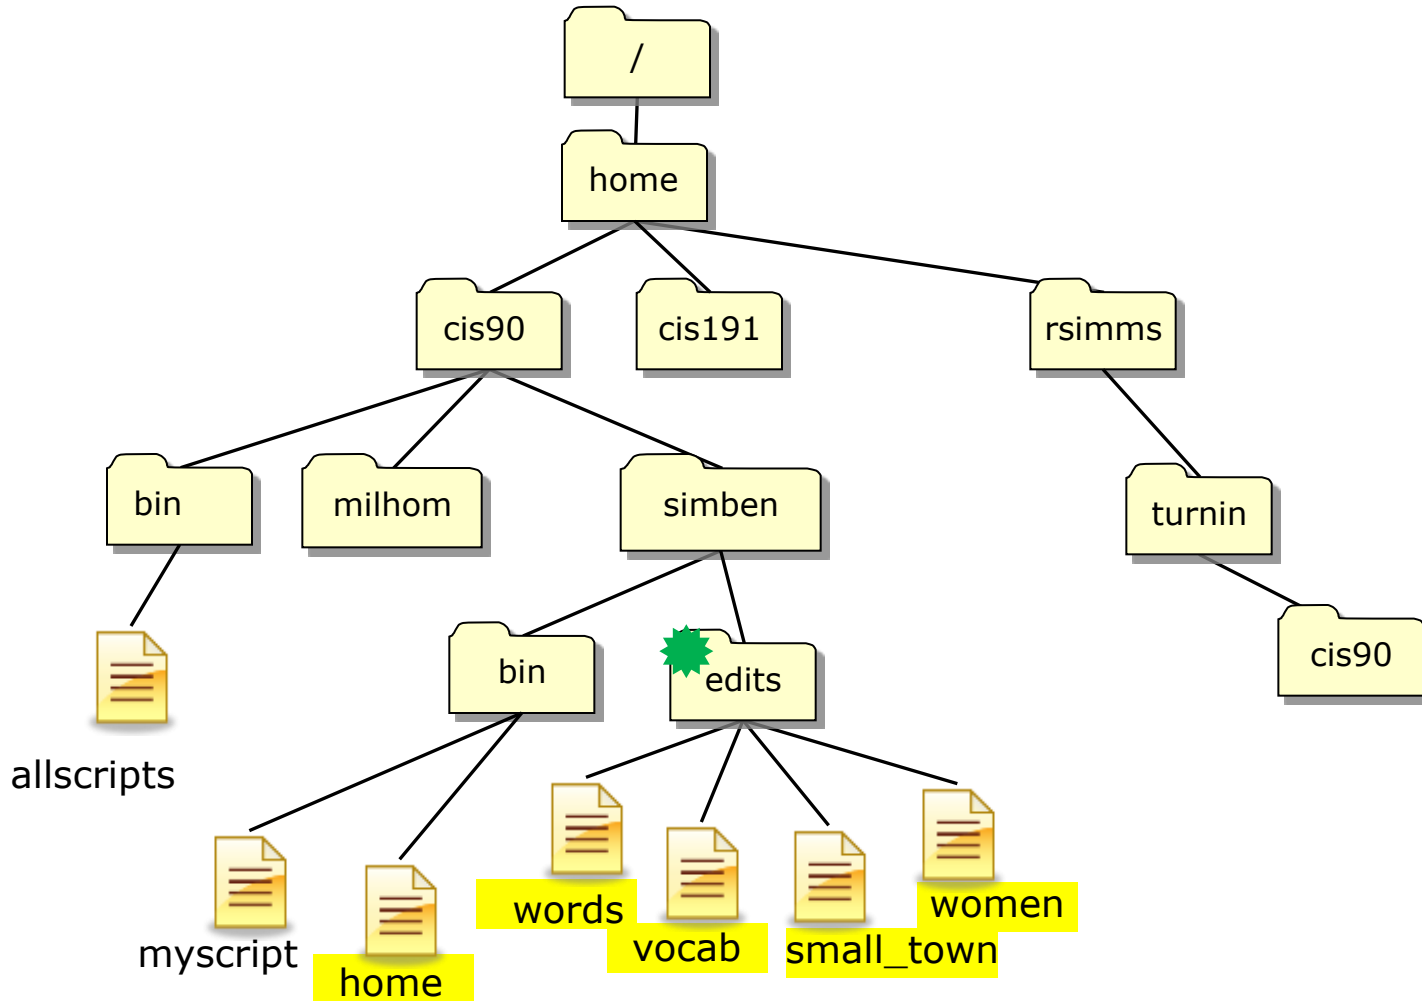 /
home
cis90
cis191
rsimms
bin
milhom
simben
turnin
bin
edits
cis90
allscripts
myscript
home
words
vocab
small_town
women